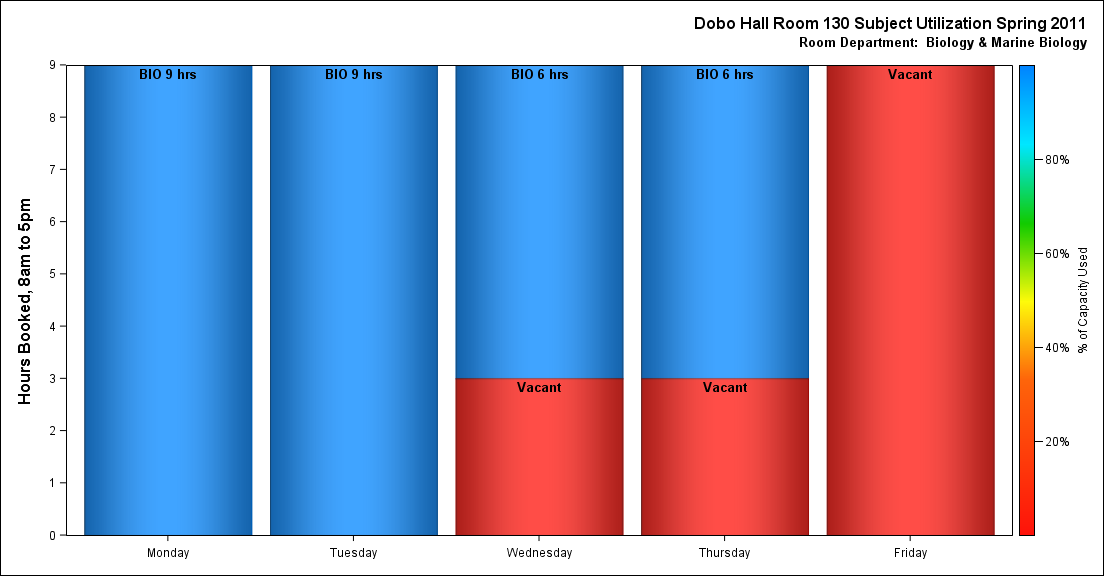 Dobo Hall Room 130 Subject Utilization Spring 2011
Room Department:  Biology & Marine Biology
Hours Booked, 8am to 5pm
9
8
7
6
5
4
3
2
1
0
BIO 9 hrs
BIO 9 hrs
BIO 6 hrs
BIO 6 hrs
Vacant
Vacant
Vacant
Monday
Tuesday
Wednesday
Thursday
Friday
80%
60%
40%
20%
% of Capacity Used